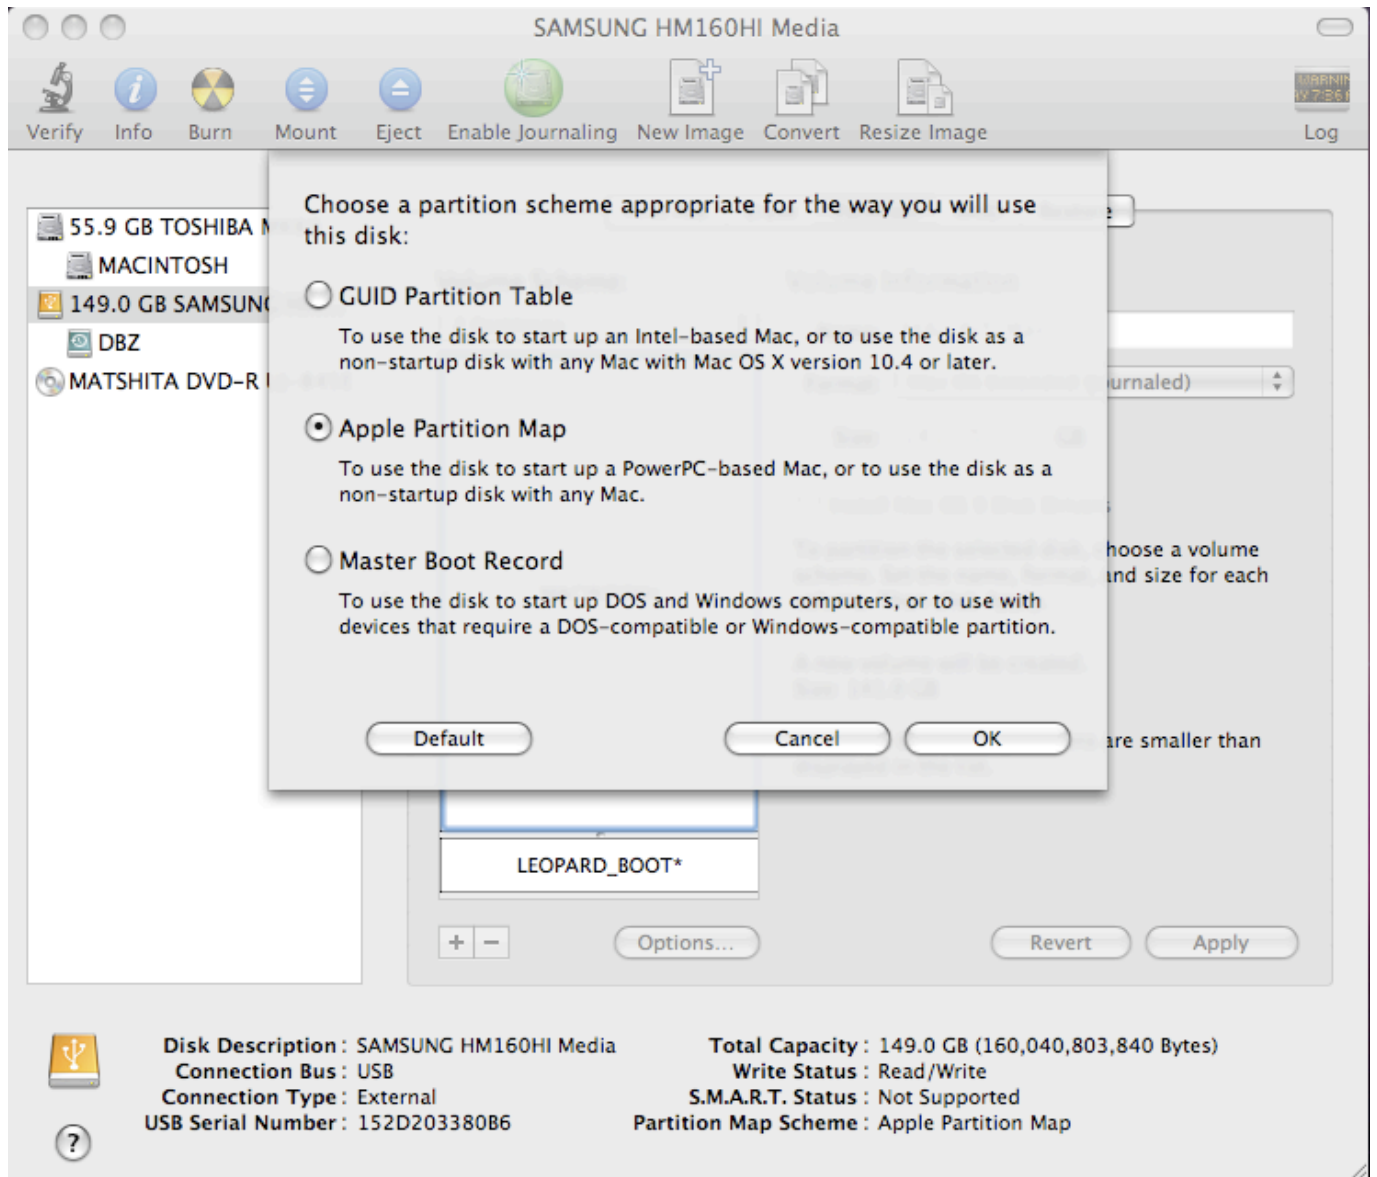 SAMSUNG HM160HI Media
Verify Info Burn Mount Eject Enable Journaling New Image Convert Resize Image Log
Choose a partition scheme appropriate for the way you will use
this disk:
55.9 GB TOSHIBA
MACINTOSH
149.0 GB SAMSUNG
DBZ
MATSHITA DVD-R
GUID Partition Table
To use the disk to start up an Intel-based Mac, or to use the disk as a
non-startup disk with any Mac with Mac OS X version 10.4 or later.
Apple Partition Map
To use the disk to start up a PowerPC-based Mac, or to use the disk as a
non-startup disk with any Mac.
Master Boot Record
To use the disk to start up DOS and Windows computers, or to use with
devices that require a DOS-compatible or Windows-compatible partition.
Default Cancel OK
urnaled)
hoose a volume
and size for each
are smaller than
LEOPARD_BOOT*
+ - Options... Revert Apply
Disk Description : SAMSUNG HM160HI Media
Connection Bus : USB
Connection Type : External
USB Serial Number : 152D203380B6
Total Capacity : 149.0 GB (160,040,803,840 Bytes)
Write Status : Read/Write
S.M.A.R.T. Status : Not Supported
Partition Map Scheme : Apple Partition Map
?